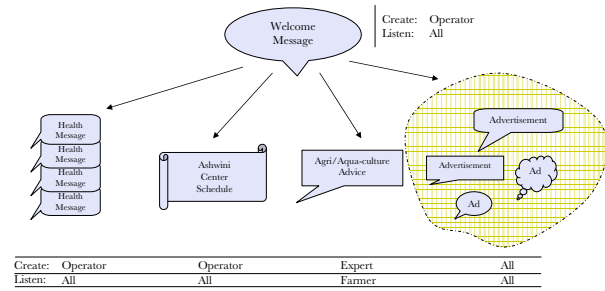 Welcome
Message
Create: Operator
Listen: All
Health
Message
Health
Message
Health
Message
Health
Message
Ashwini
Center
Schedule
Agri/Aqua-culture
Advice
Advertisement
Advertisement
Ad
Ad
Create: Operator Operator Expert All
Listen: All All Farmer All